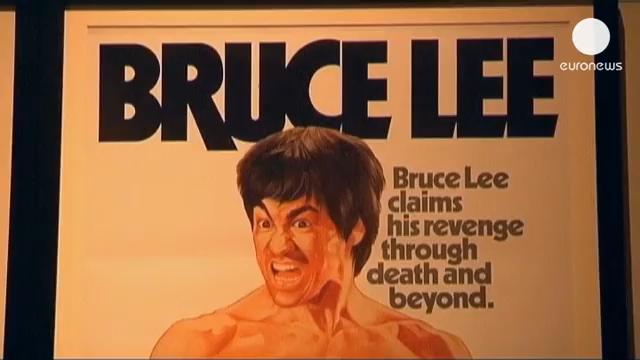 euronews
BRUCE LEE
Bruce Lee
claims
his revenge
through
death and
beyond.